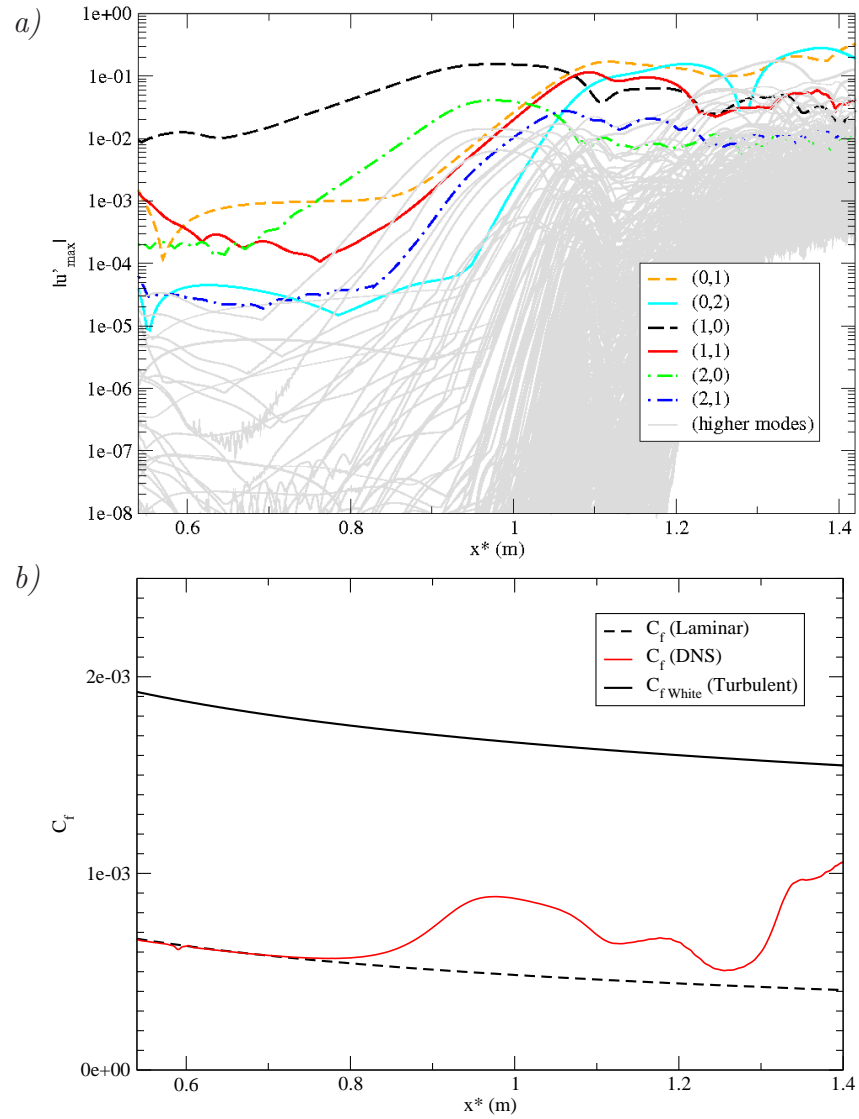 a)
1e+00
1e-01
1e-02
1e-03
1e-04
1e-05
1e-06
1e-07
1e-08
|u'max|
(0,1)
(0,2)
(1,0)
(1,1)
(2,0)
(2,1)
(higher modes)
0.6 0.8 1 1.2 1.4
x* (m)
b)
2e-03
1e-03
0e+00
Cf
Cf (Laminar)
Cf (DNS)
Cf White (Turbulent)
0.6 0.8 1 1.2 1.4
x* (m)